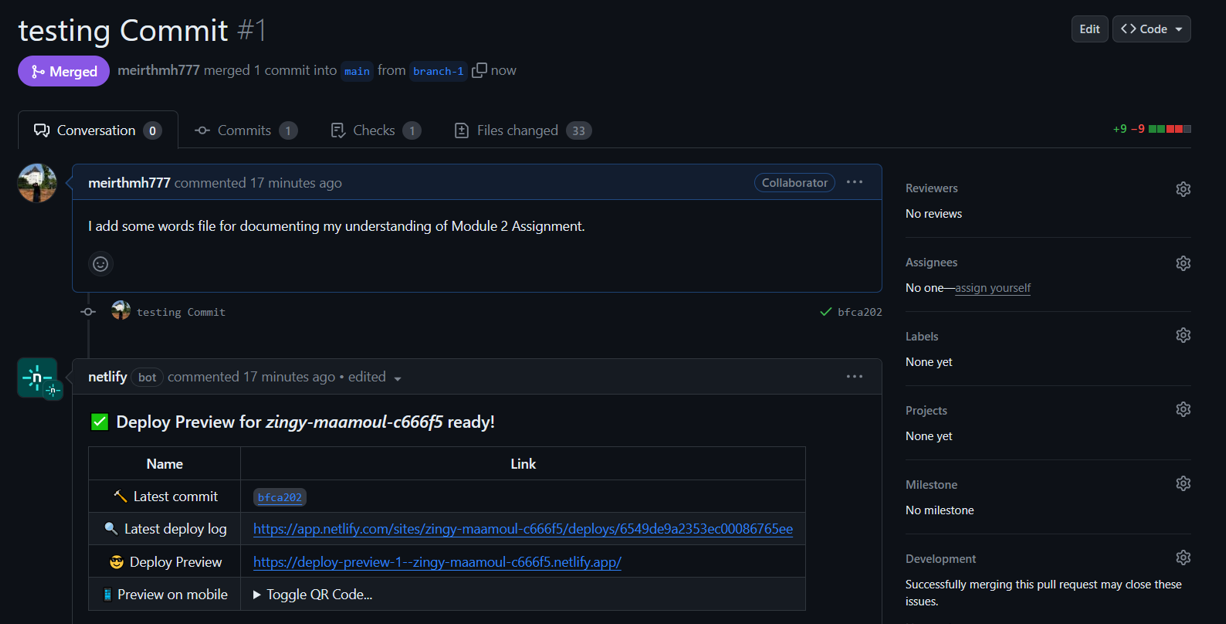 testing Commit #1
Edit
<> Code
Merged
meirthmh777 merged 1 commit into main from branch-1 now
Conversation 0
Commits 1
Checks 1
Files changed 33
+9 −9
meirthmh777 commented 17 minutes ago
Collaborator
I add some words file for documenting my understanding of Module 2 Assignment.
testing Commit
bfca202
netlify bot commented 17 minutes ago • edited
✅ Deploy Preview for zingy-maamoul-c666f5 ready!
Name Link
🔨 Latest commit bfca202
🔍 Latest deploy log https://app.netlify.com/sites/zingy-maamoul-c666f5/deploys/6549de9a2353ec00086765ee
😎 Deploy Preview https://deploy-preview-1--zingy-maamoul-c666f5.netlify.app/
📱 Preview on mobile ▶ Toggle QR Code...
Reviewers
No reviews
Assignees
No one—assign yourself
Labels
None yet
Projects
None yet
Milestone
No milestone
Development
Successfully merging this pull request may close these
issues.